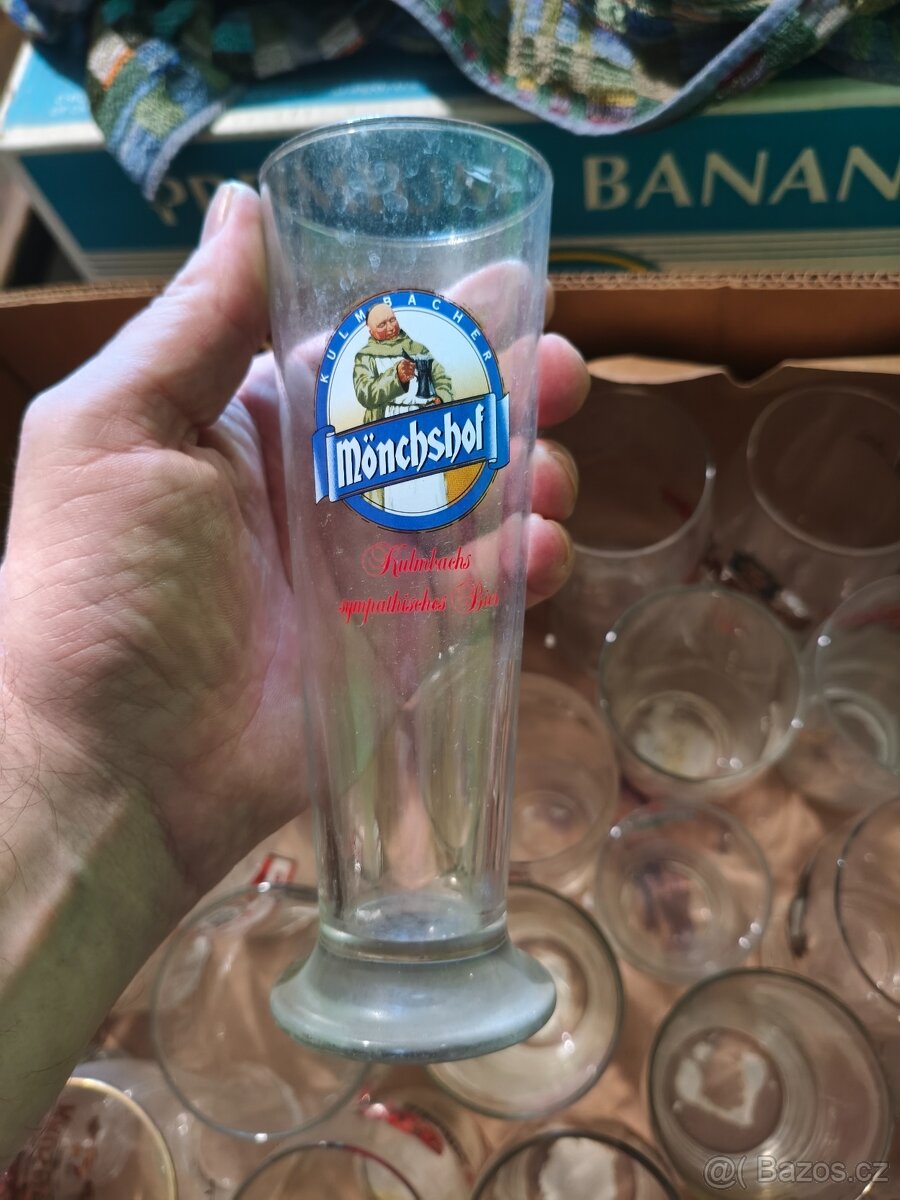 BANAN
KULMBACHER
Mönchshof
Kulmbachs
sympathisches Bier
@( Bazos.cz